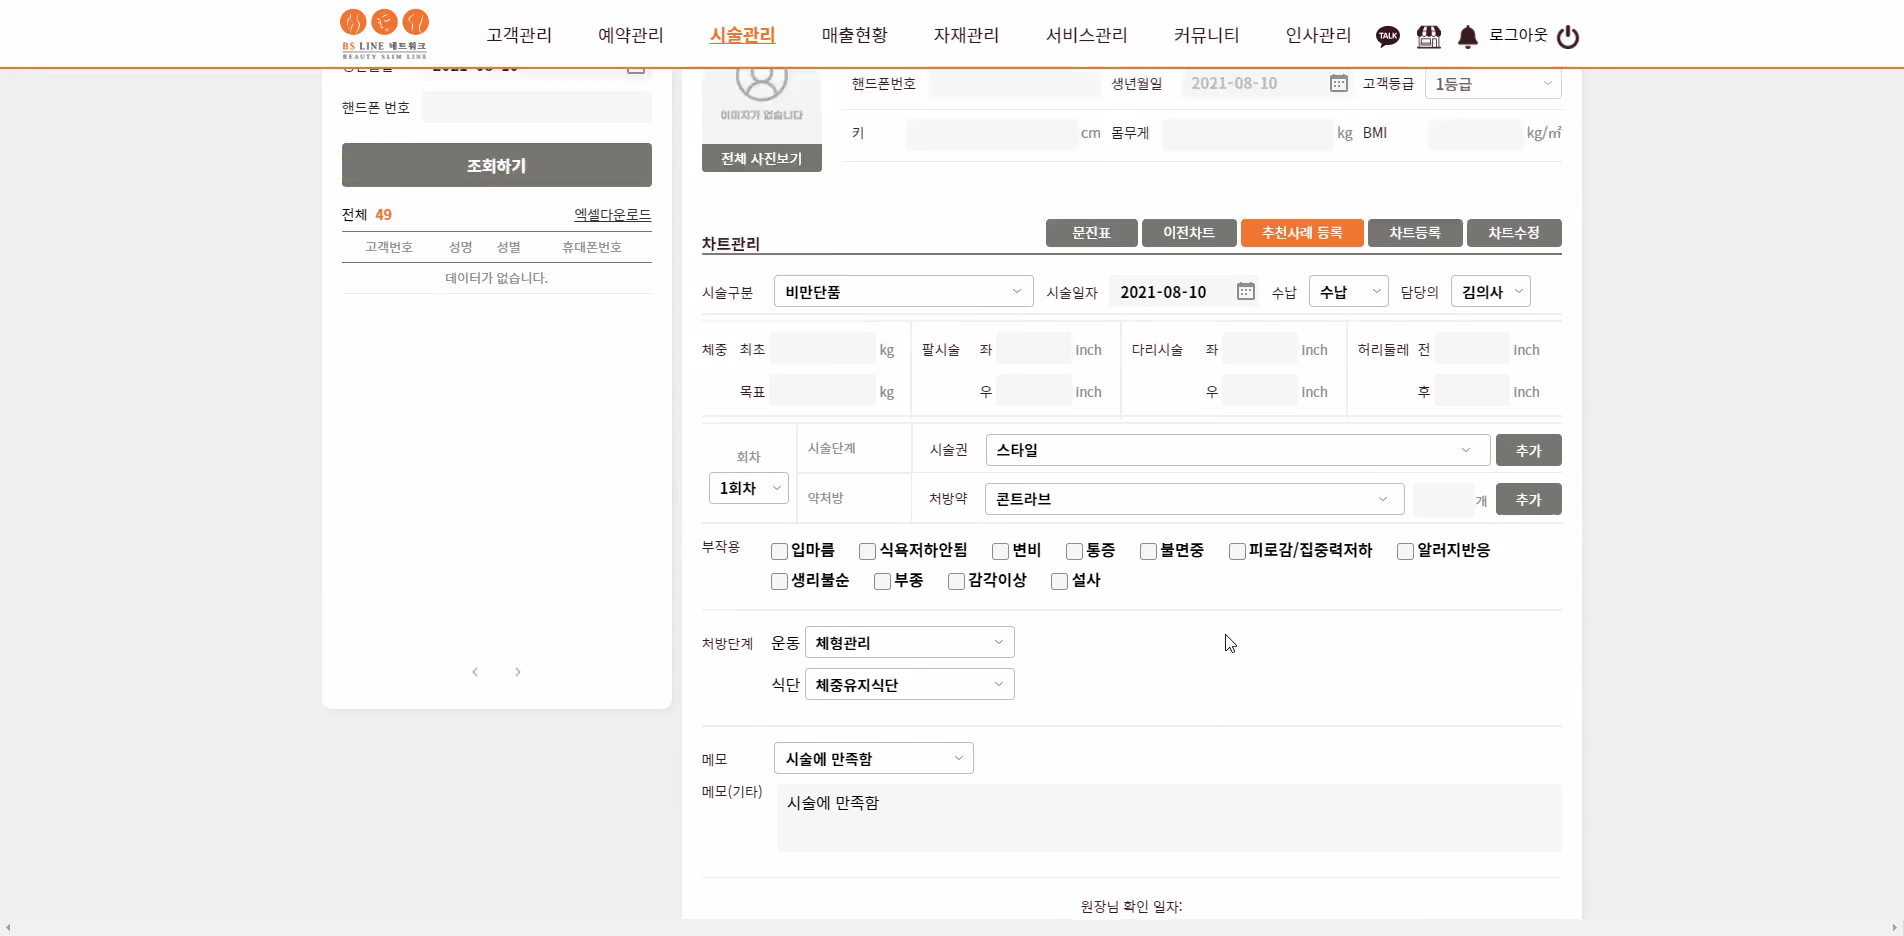 BS LINE 네트워크
BEAUTY SLIM LINE
고객관리 예약관리 시술관리 매출현황 자재관리 서비스관리 커뮤니티 인사관리 TALK 로그아웃
핸드폰 번호
조회하기
전체 49 엑셀다운로드
고객번호 성명 성별 휴대폰번호
데이터가 없습니다.
이미지가 없습니다
전체 사진보기
핸드폰번호 생년월일 2021-08-10 고객등급 1등급
키 cm 몸무게 kg BMI kg/㎡
차트관리 문진표 이전차트 추천사례 등록 차트등록 차트수정
시술구분 비만단품 시술일자 2021-08-10 수납 수납 담당의 김의사
체중 최초 kg 팔시술 좌 inch 다리시술 좌 inch 허리둘레 전 inch
목표 kg 우 inch 우 inch 후 inch
회차 시술단계 시술권 스타일 추가
1회차 약처방 처방약 콘트라브 개 추가
부작용 입마름 식욕저하안됨 변비 통증 불면중 피로감/집중력저하 알러지반응
생리불순 부종 감각이상 설사
처방단계 운동 체형관리
식단 체중유지식단
메모 시술에 만족함
메모(기타) 시술에 만족함
원장님 확인 일자: